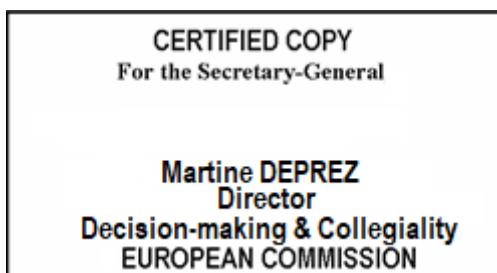 CERTIFIED COPY
For the Secretary-General
Martine DEPREZ
Director
Decision-making & Collegiality
EUROPEAN COMMISSION